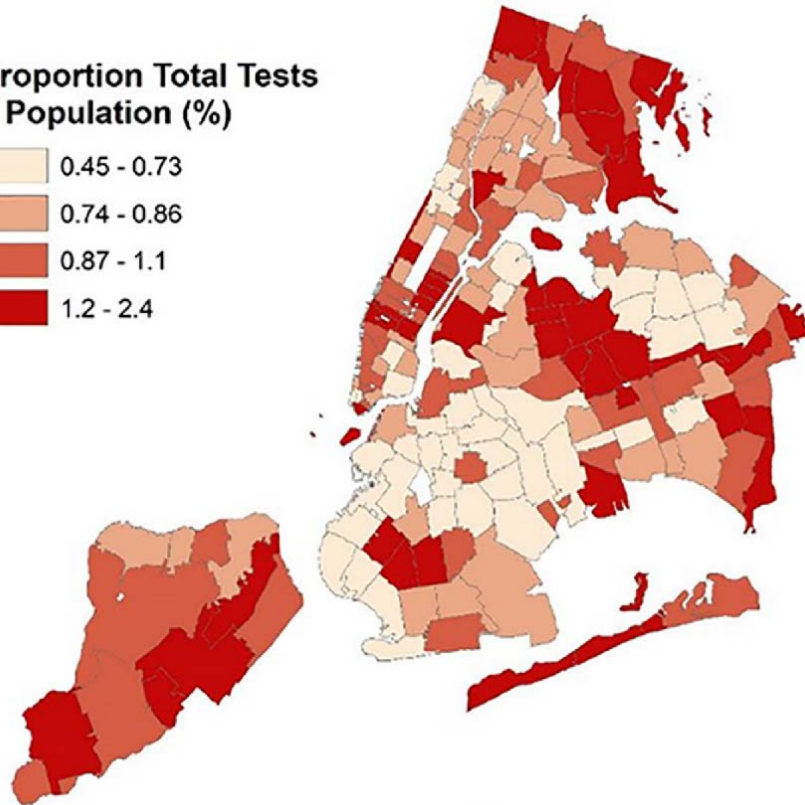 roportion Total Tests
Population (%)
0.45 - 0.73
0.74 - 0.86
0.87 - 1.1
1.2 - 2.4